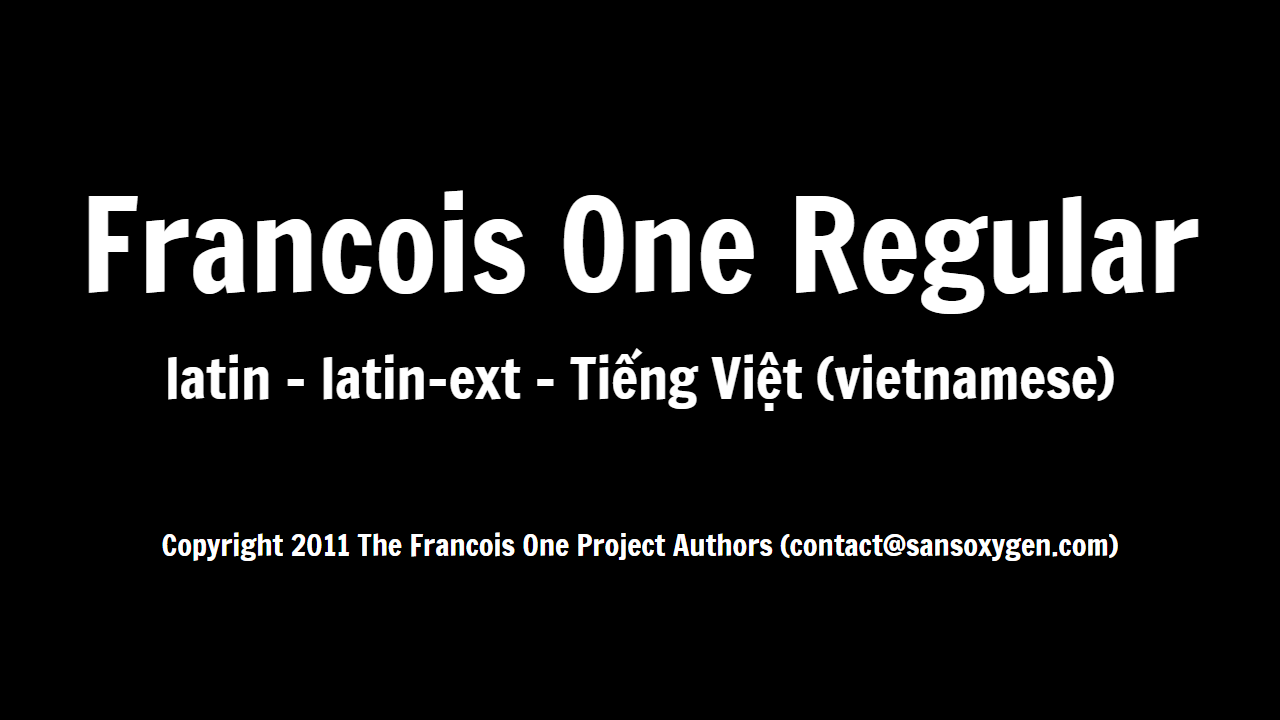 Francois One Regular
latin - latin-ext - Tiếng Việt (vietnamese)
Copyright 2011 The Francois One Project Authors (contact@sansoxygen.com)